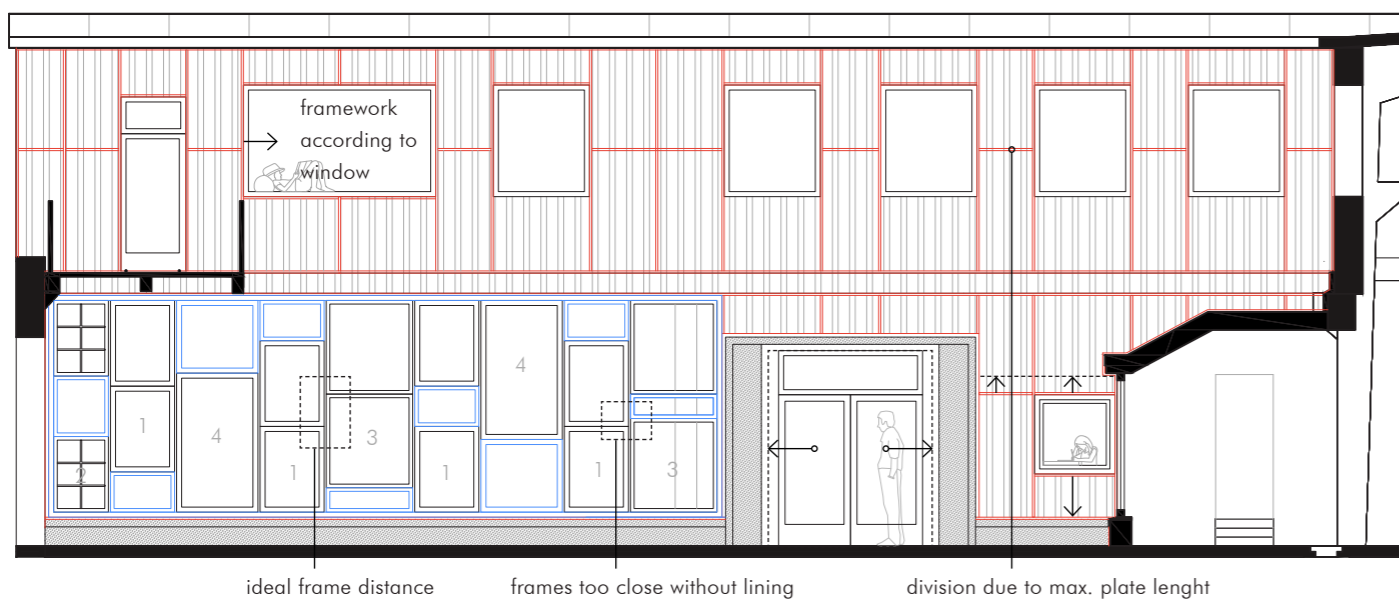 framework
according to
window
4
1
4
3
2
1
1
1
3
ideal frame distance
frames too close without lining
division due to max. plate lenght